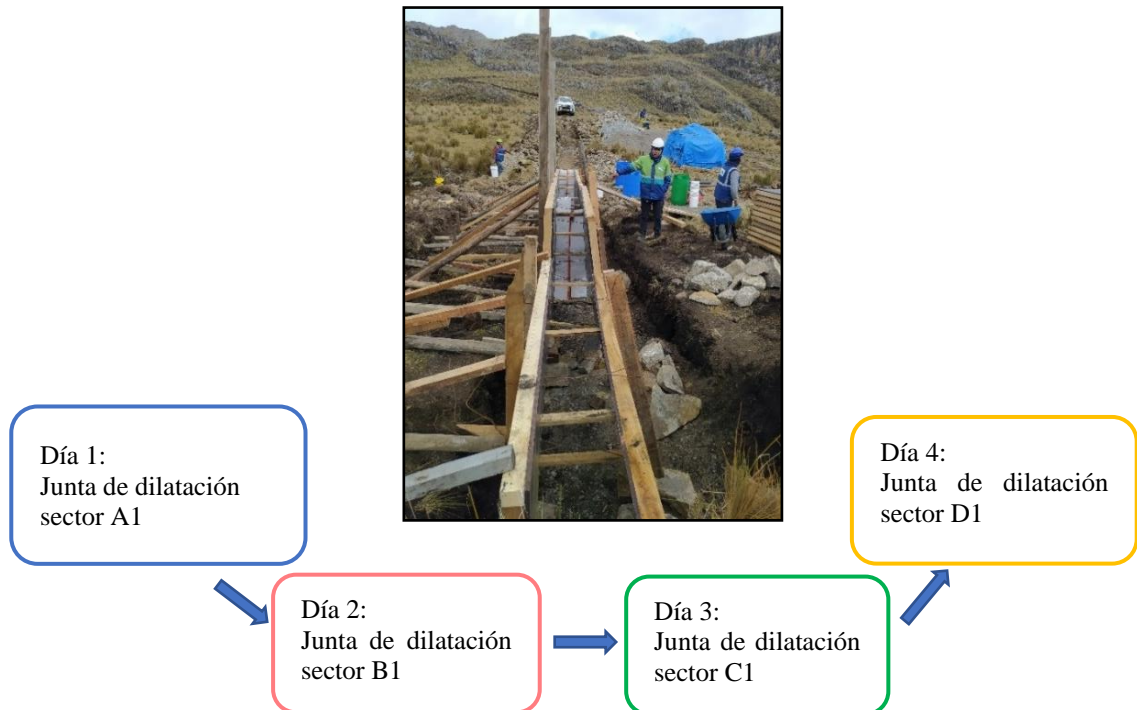 Día 1:
Junta de dilatación
sector A1
Día 2:
Junta de dilatación
sector B1
Día 3:
Junta de dilatación
sector C1
Día 4:
Junta de dilatación
sector D1